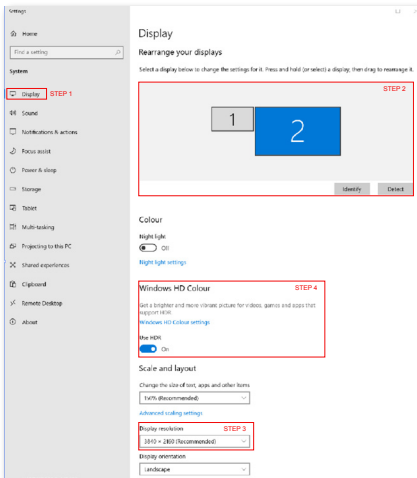 Settings
Home
Find a setting
System
Display STEP 1
Sound
Notifications & actions
Focus assist
Power & sleep
Storage
Tablet
Multi-tasking
Projecting to this PC
Shared experiences
Clipboard
Remote Desktop
About
Display
Rearrange your displays
Select a display below to change the settings for it. Press and hold (or select) a display, then drag to rearrange it.
STEP 2
1
2
Identify Detect
Colour
Night light
Off
Night light settings
Windows HD Colour STEP 4
Get a brighter and more vibrant picture for videos, games and apps that
support HDR.
Windows HD Colour settings
Use HDR
On
Scale and layout
Change the size of text, apps and other items
150% (Recommended)
Advanced scaling settings
Display resolution STEP 3
3840 × 2160 (Recommended)
Display orientation
Landscape